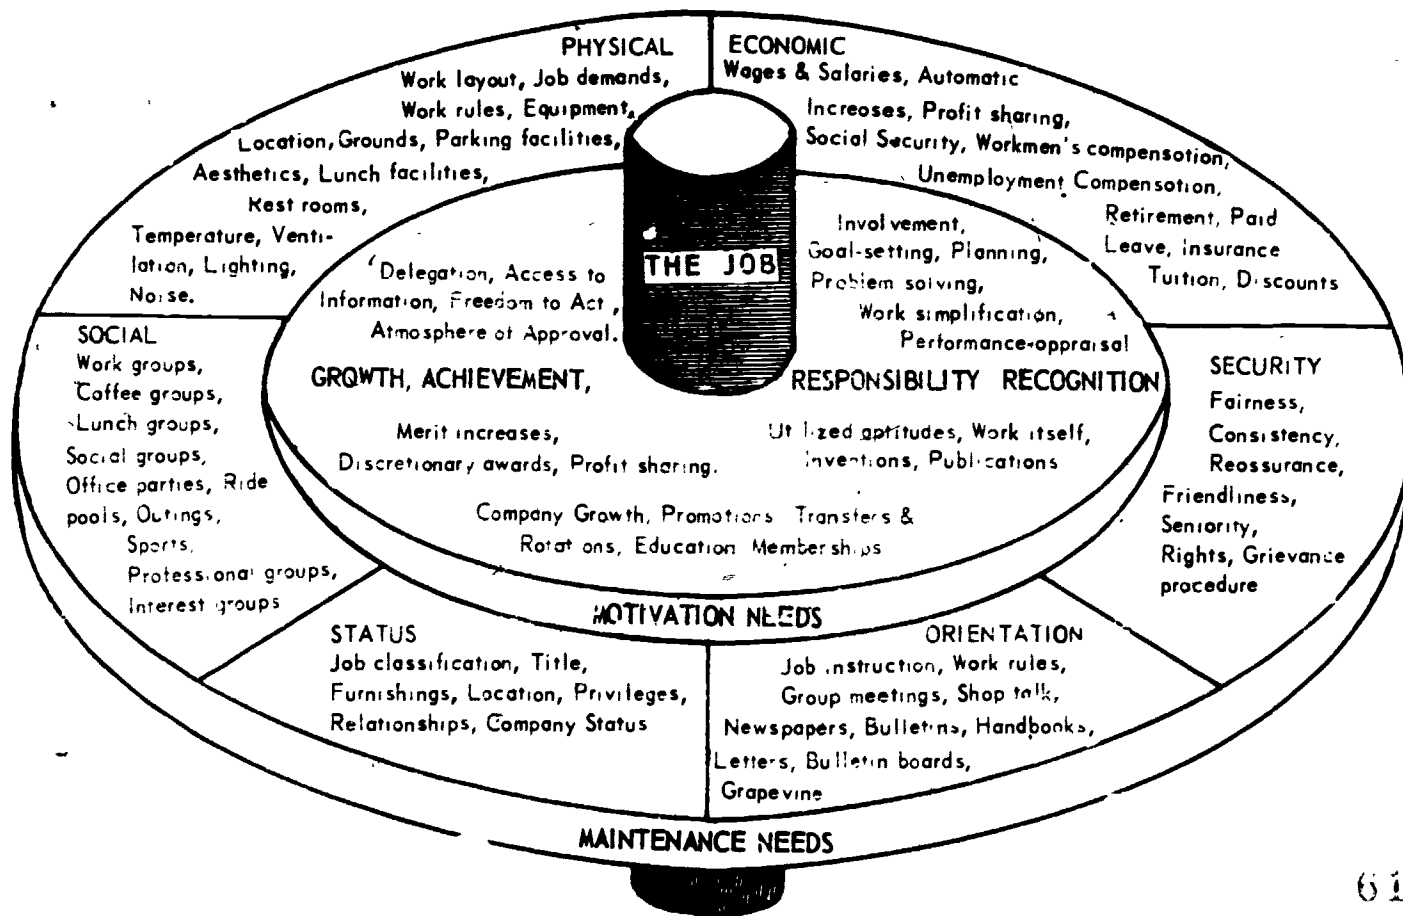 PHYSICAL
Work layout, Job demands,
Work rules, Equipment,
Location, Grounds, Parking facilities,
Aesthetics, Lunch facilities,
Rest rooms,
Temperature, Venti-
lation, Lighting,
Noise.
ECONOMIC
Wages & Salaries, Automatic
Increases, Profit sharing,
Social Security, Workmen's compensation,
Unemployment Compensation,
Retirement, Paid
Leave, Insurance
Tuition, Discounts
THE JOB
Delegation, Access to
Information, Freedom to Act,
Atmosphere of Approval.
Involvement,
Goal-setting, Planning,
Problem solving,
Work simplification,
Performance-appraisal
GROWTH, ACHIEVEMENT,
RESPONSIBILITY RECOGNITION
Merit increases,
Discretionary awards, Profit sharing.
Utilized aptitudes, Work itself,
Inventions, Publications
Company Growth, Promotions Transfers &
Rotations, Education Memberships
MOTIVATION NEEDS
SOCIAL
Work groups,
Coffee groups,
Lunch groups,
Social groups,
Office parties, Ride
pools, Outings,
Sports,
Professional groups,
Interest groups
SECURITY
Fairness,
Consistency,
Reassurance,
Friendliness,
Seniority,
Rights, Grievance
procedure
STATUS
Job classification, Title,
Furnishings, Location, Privileges,
Relationships, Company Status
ORIENTATION
Job instruction, Work rules,
Group meetings, Shop talk,
Newspapers, Bulletins, Handbooks,
Letters, Bulletin boards,
Grapevine
MAINTENANCE NEEDS
61